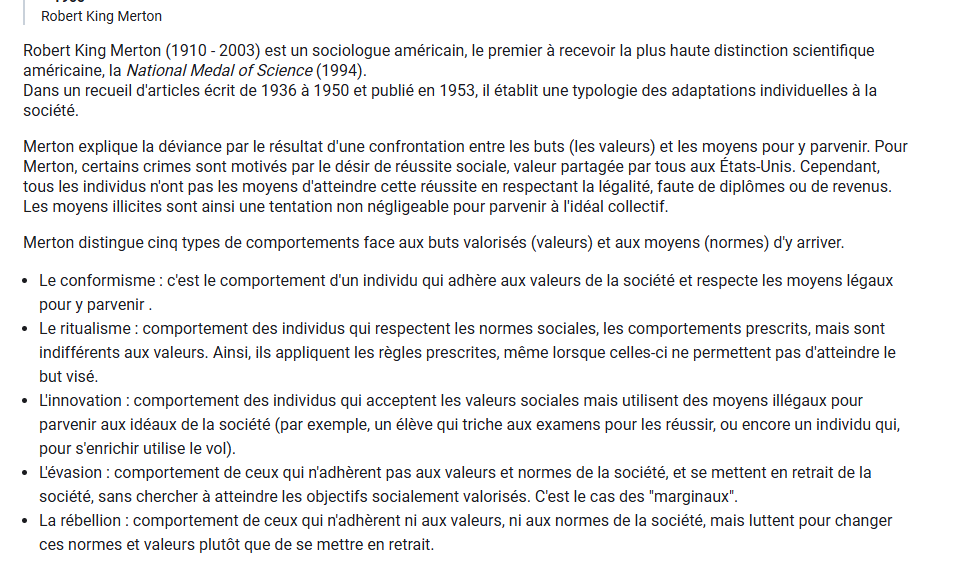 Robert King Merton
Robert King Merton (1910 - 2003) est un sociologue américain, le premier à recevoir la plus haute distinction scientifique
américaine, la National Medal of Science (1994).
Dans un recueil d'articles écrit de 1936 à 1950 et publié en 1953, il établit une typologie des adaptations individuelles à la
société.
Merton explique la déviance par le résultat d'une confrontation entre les buts (les valeurs) et les moyens pour y parvenir. Pour
Merton, certains crimes sont motivés par le désir de réussite sociale, valeur partagée par tous aux États-Unis. Cependant,
tous les individus n'ont pas les moyens d'atteindre cette réussite en respectant la légalité, faute de diplômes ou de revenus.
Les moyens illicites sont ainsi une tentation non négligeable pour parvenir à l'idéal collectif.
Merton distingue cinq types de comportements face aux buts valorisés (valeurs) et aux moyens (normes) d'y arriver.
• Le conformisme : c'est le comportement d'un individu qui adhère aux valeurs de la société et respecte les moyens légaux
pour y parvenir .
• Le ritualisme : comportement des individus qui respectent les normes sociales, les comportements prescrits, mais sont
indifférents aux valeurs. Ainsi, ils appliquent les règles prescrites, même lorsque celles-ci ne permettent pas d'atteindre le
but visé.
• L'innovation : comportement des individus qui acceptent les valeurs sociales mais utilisent des moyens illégaux pour
parvenir aux idéaux de la société (par exemple, un élève qui triche aux examens pour les réussir, ou encore un individu qui,
pour s'enrichir utilise le vol).
• L'évasion : comportement de ceux qui n'adhèrent pas aux valeurs et normes de la société, et se mettent en retrait de la
société, sans chercher à atteindre les objectifs socialement valorisés. C'est le cas des "marginaux".
• La rébellion : comportement de ceux qui n'adhèrent ni aux valeurs, ni aux normes de la société, mais luttent pour changer
ces normes et valeurs plutôt que de se mettre en retrait.